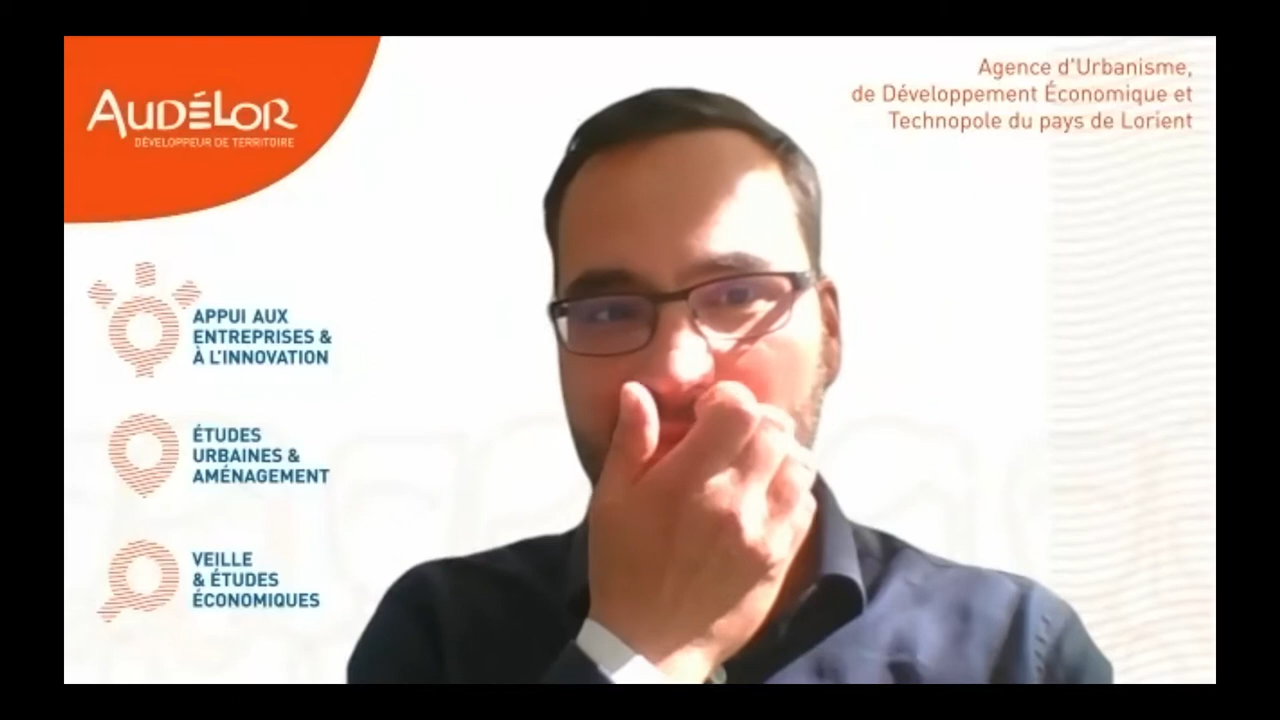 AUDÉLOR
DÉVELOPPEUR DE TERRITOIRE
Agence d'Urbanisme,
de Développement Économique et
Technopole du pays de Lorient
APPUI AUX
ENTREPRISES &
À L'INNOVATION
ÉTUDES
URBAINES &
AMÉNAGEMENT
VEILLE
& ÉTUDES
ÉCONOMIQUES